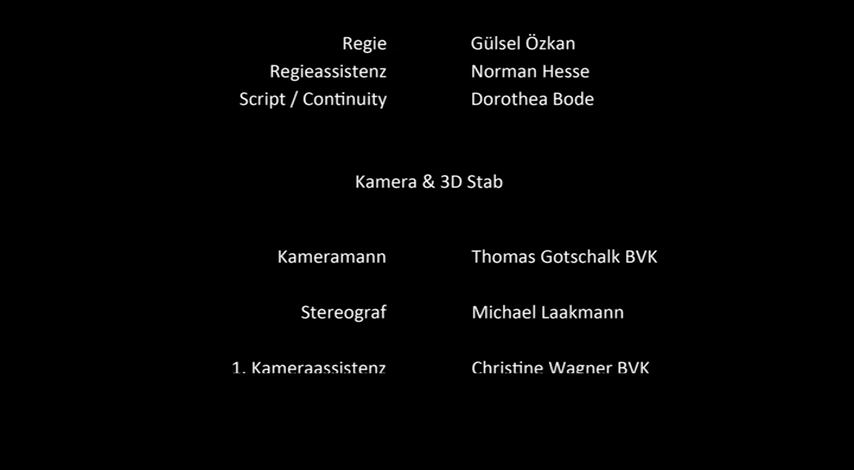 Regie Gülsel Özkan
Regieassistenz Norman Hesse
Script / Continuity Dorothea Bode
Kamera & 3D Stab
Kameramann Thomas Gotschalk BVK
Stereograf Michael Laakmann
1. Kameraassistenz Christine Wagner BVK